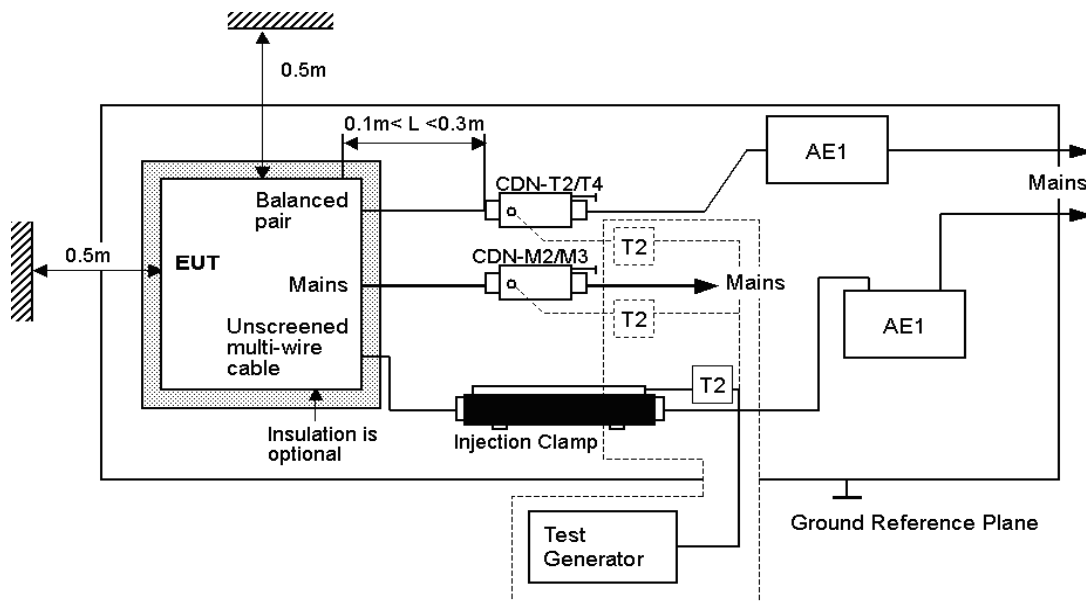 0.5m
0.1m< L <0.3m
AE1
CDN-T2/T4
Balanced
pair
Mains
T2
0.5m
EUT
CDN-M2/M3
Mains
Mains
T2
AE1
Unscreened
multi-wire
cable
T2
Insulation is
optional
Injection Clamp
Ground Reference Plane
Test
Generator